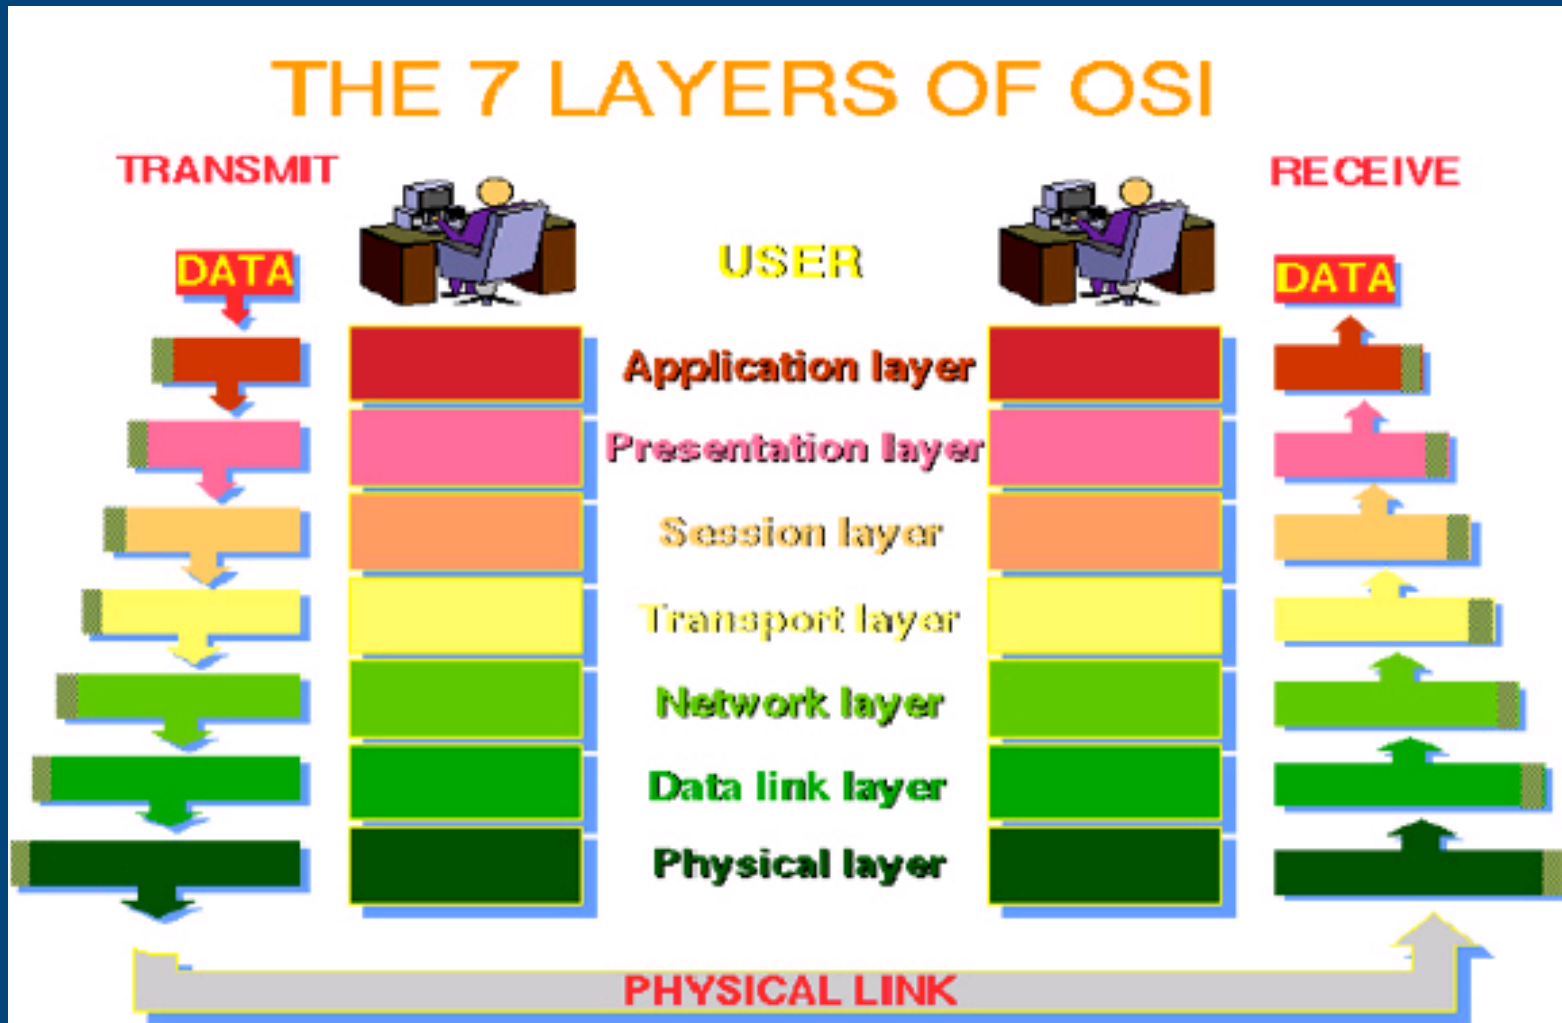 THE 7 LAYERS OF OSI
TRANSMIT
RECEIVE
USER
DATA
DATA
Application layer
Presentation layer
Session layer
Transport layer
Network layer
Data link layer
Physical layer
PHYSICAL LINK